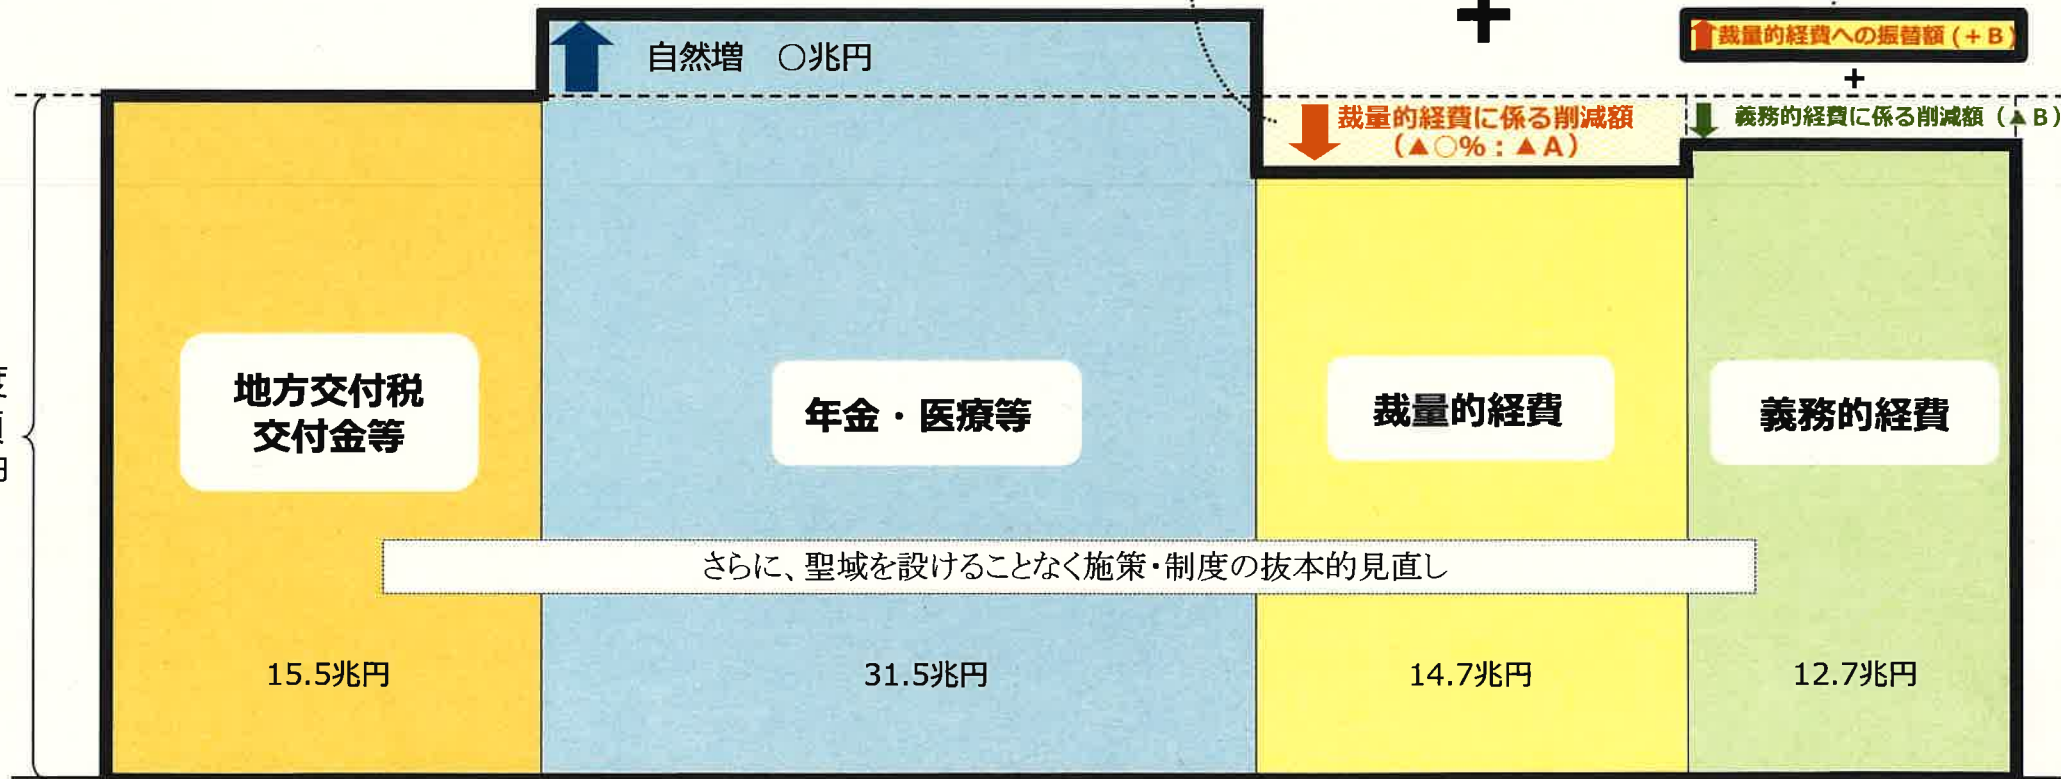 +
裁量的経費への振替額(+B)
+
自然増 ○兆円
裁量的経費に係る削減額
(▲○%:▲A)
義務的経費に係る削減額(▲B)
地方交付税
交付金等
年金・医療等
裁量的経費
義務的経費
さらに、聖域を設けることなく施策・制度の抜本的見直し
15.5兆円
31.5兆円
14.7兆円
12.7兆円